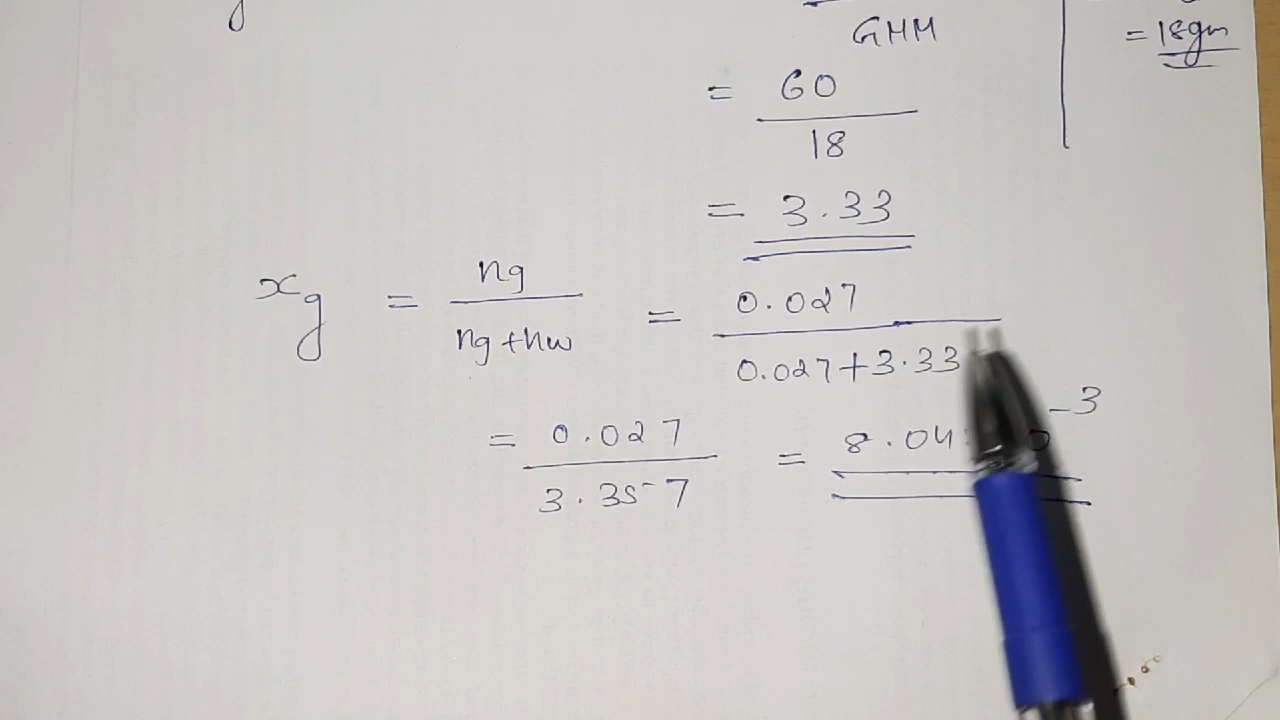 GMM
= 18gm
= 60
18
= 3.33
xg = ng / ng+nw = 0.027 / 0.027+3.33
= 0.027 / 3.357 = 8.04 -3